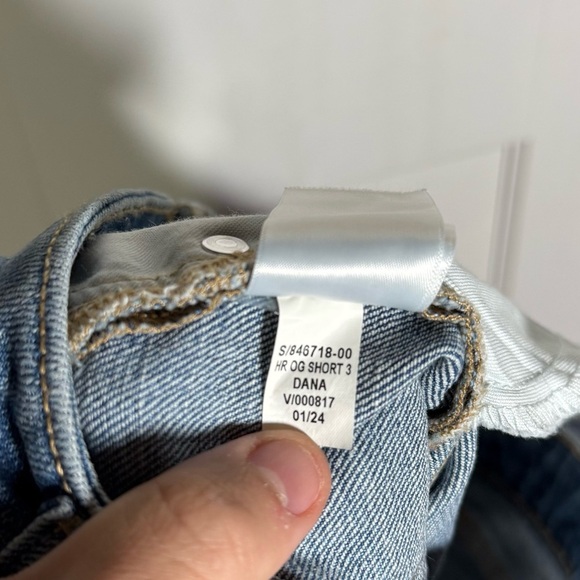 S/846718-00
HR OG SHORT 3
DANA
V/000817
01/24